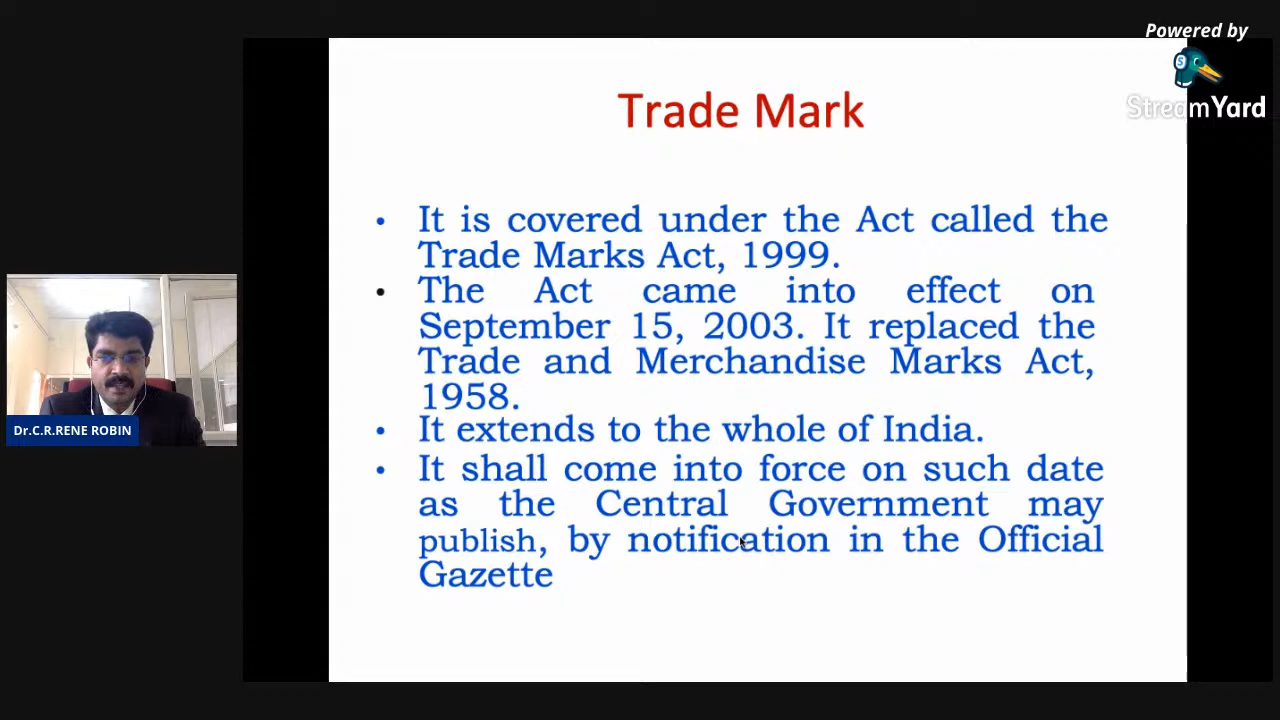 Powered by
StreamYard
Trade Mark
• It is covered under the Act called the
Trade Marks Act, 1999.
• The Act came into effect on
September 15, 2003. It replaced the
Trade and Merchandise Marks Act,
1958.
• It extends to the whole of India.
• It shall come into force on such date
as the Central Government may
publish, by notification in the Official
Gazette
Dr.C.R.RENE ROBIN